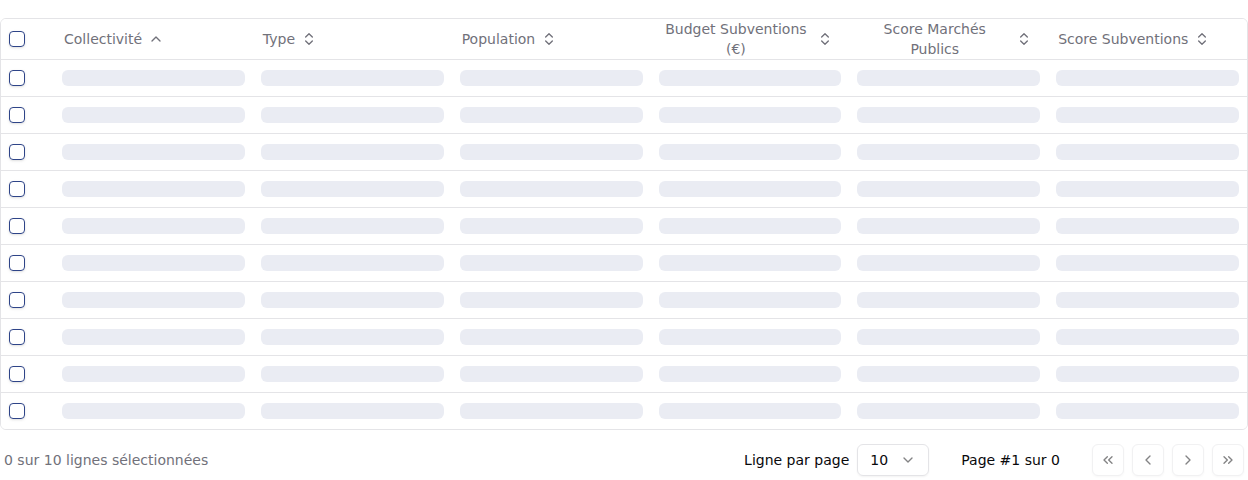 Collectivité
Type
Population
Budget Subventions
(€)
Score Marchés
Publics
Score Subventions
0 sur 10 lignes sélectionnées
Ligne par page
10
Page #1 sur 0